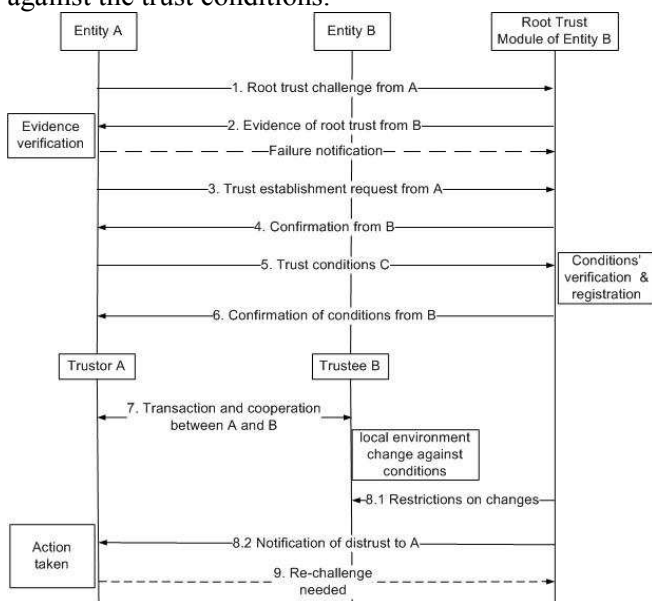 against the trust conditions.
Entity A
Entity B
Root Trust
Module of Entity B
1. Root trust challenge from A
Evidence
verification
2. Evidence of root trust from B
Failure notification
3. Trust establishment request from A
4. Confirmation from B
5. Trust conditions C
Conditions'
verification &
registration
6. Confirmation of conditions from B
Trustor A
Trustee B
7. Transaction and cooperation
between A and B
local environment
change against
conditions
8.1 Restrictions on changes
Action
taken
8.2 Notification of distrust to A
9. Re-challenge
needed